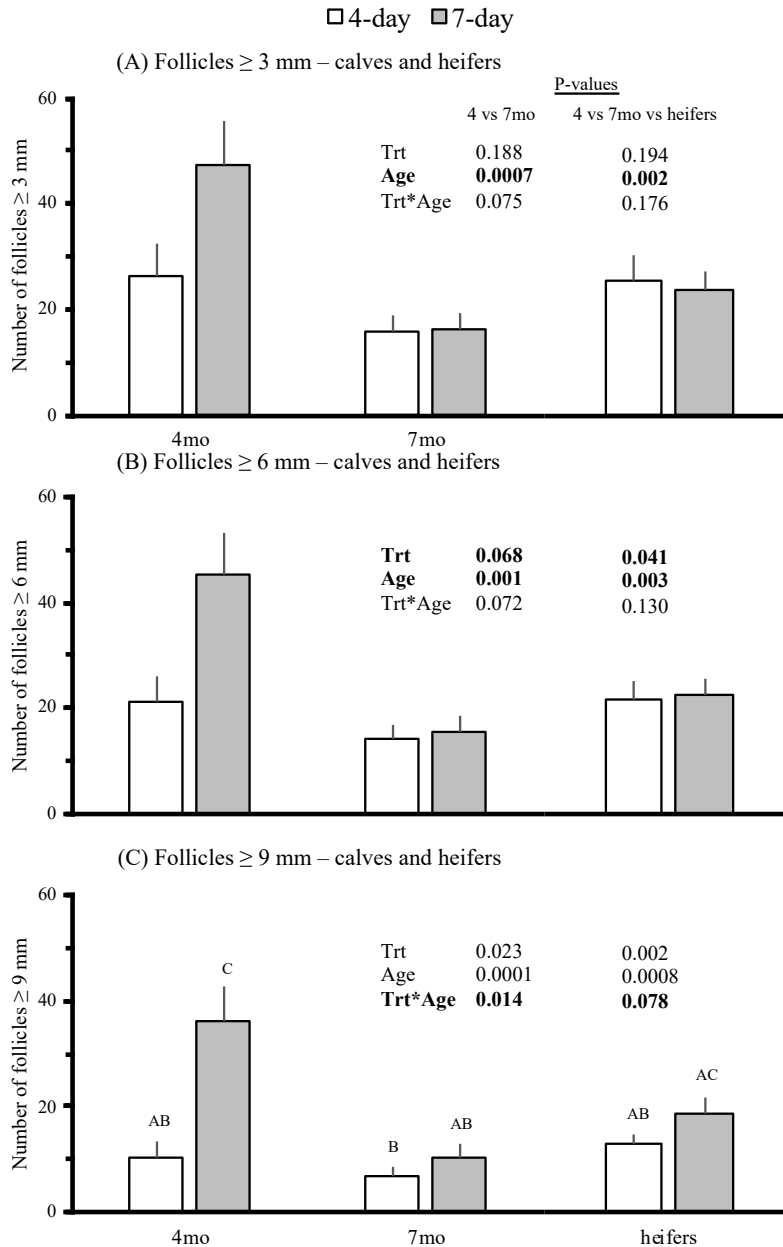 4-day 7-day
(A) Follicles ≥ 3 mm – calves and heifers
P-values
4 vs 7mo 4 vs 7mo vs heifers
Trt 0.188 0.194
Age 0.0007 0.002
Trt*Age 0.075 0.176
Number of follicles ≥ 3 mm
60
40
20
0
4mo 7mo
(B) Follicles ≥ 6 mm – calves and heifers
Trt 0.068 0.041
Age 0.001 0.003
Trt*Age 0.072 0.130
Number of follicles ≥ 6 mm
60
40
20
0
(C) Follicles ≥ 9 mm – calves and heifers
Trt 0.023 0.002
Age 0.0001 0.0008
Trt*Age 0.014 0.078
Number of follicles ≥ 9 mm
60
40
20
0
AB C B AB AB AC
4mo 7mo heifers